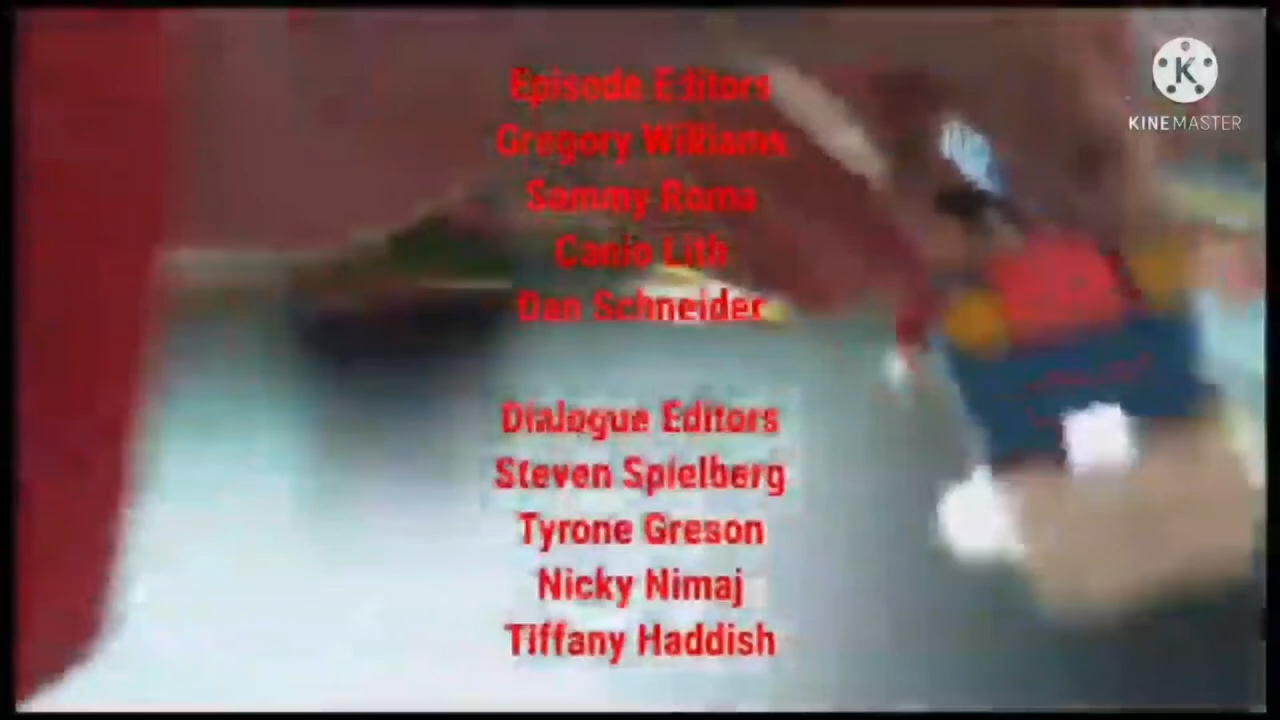 Episode Editors
Gregory Williams
Sammy Roma
Canio Lith
Dan Schneider
Dialogue Editors
Steven Spielberg
Tyrone Greson
Nicky Nimaj
Tiffany Haddish
K
KINEMASTER